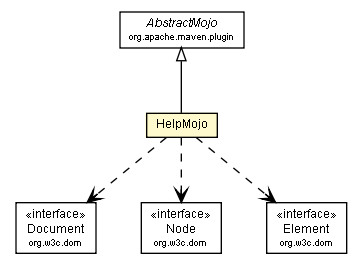 AbstractMojo
org.apache.maven.plugin
HelpMojo
«interface» «interface» «interface»
Document Node Element
org.w3c.dom org.w3c.dom org.w3c.dom